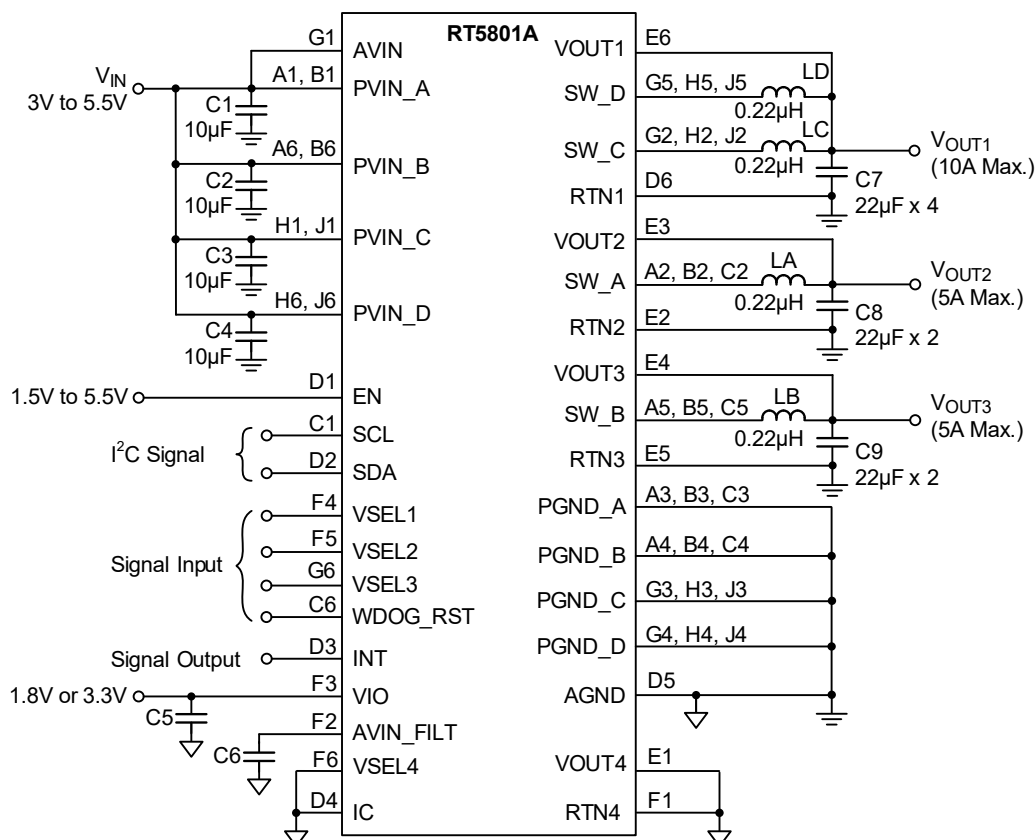 RT5801A
V_IN
3V to 5.5V
G1
AVIN
A1, B1
PVIN_A
C1
10µF
A6, B6
PVIN_B
C2
10µF
H1, J1
PVIN_C
C3
10µF
H6, J6
PVIN_D
C4
10µF
1.5V to 5.5V
D1
EN
I²C Signal
C1
SCL
D2
SDA
Signal Input
F4
VSEL1
F5
VSEL2
G6
VSEL3
C6
WDOG_RST
Signal Output
D3
INT
1.8V or 3.3V
F3
VIO
C5
F2
AVIN_FILT
C6
F6
VSEL4
D4
IC
VOUT1
E6
SW_D
G5, H5, J5
LD
0.22µH
SW_C
G2, H2, J2
LC
0.22µH
V_OUT1
(10A Max.)
RTN1
D6
C7
22µF x 4
VOUT2
E3
SW_A
A2, B2, C2
LA
0.22µH
V_OUT2
(5A Max.)
RTN2
E2
C8
22µF x 2
VOUT3
E4
SW_B
A5, B5, C5
LB
0.22µH
V_OUT3
(5A Max.)
RTN3
E5
C9
22µF x 2
PGND_A
A3, B3, C3
PGND_B
A4, B4, C4
PGND_C
G3, H3, J3
PGND_D
G4, H4, J4
AGND
D5
VOUT4
E1
RTN4
F1